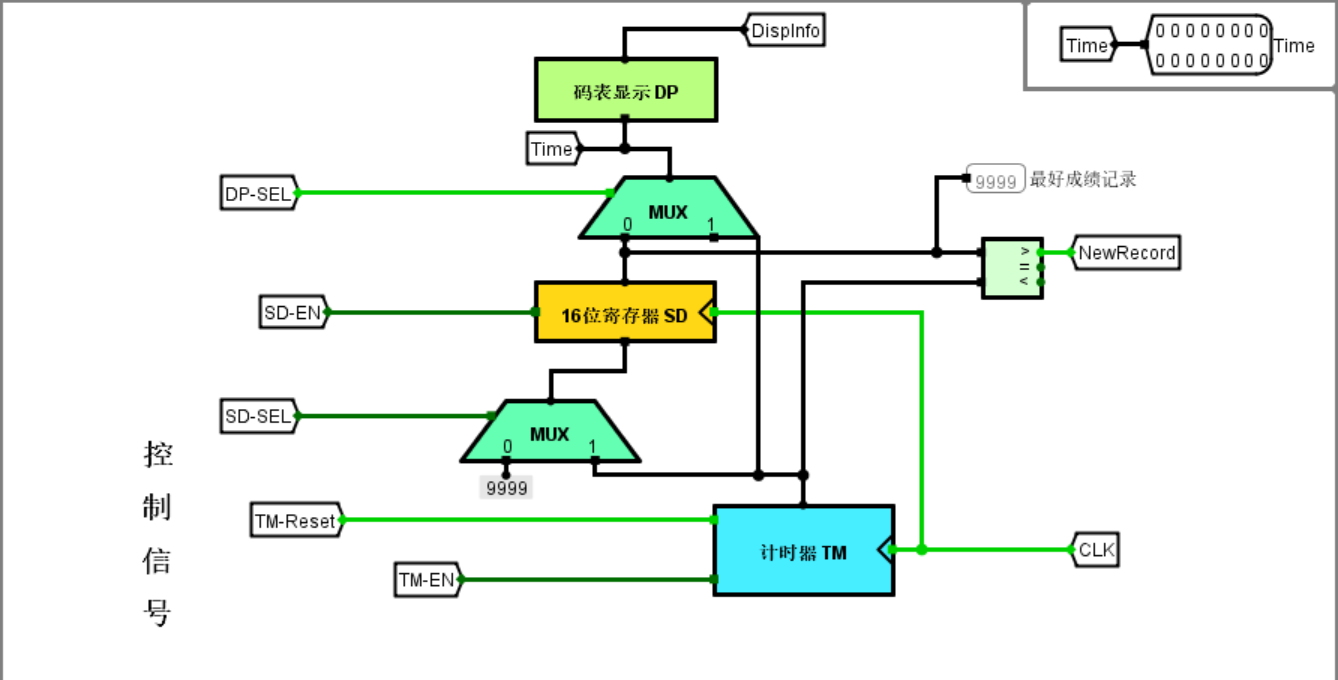 DispInfo
Time
0 0 0 0 0 0 0 0
0 0 0 0 0 0 0 0
Time
码表显示 DP
Time
DP-SEL
MUX
0 1
9999
最好成绩记录
>
=
<
NewRecord
SD-EN
16位寄存器 SD
SD-SEL
MUX
0 1
9999
控
制
信
号
TM-Reset
计时器 TM
CLK
TM-EN